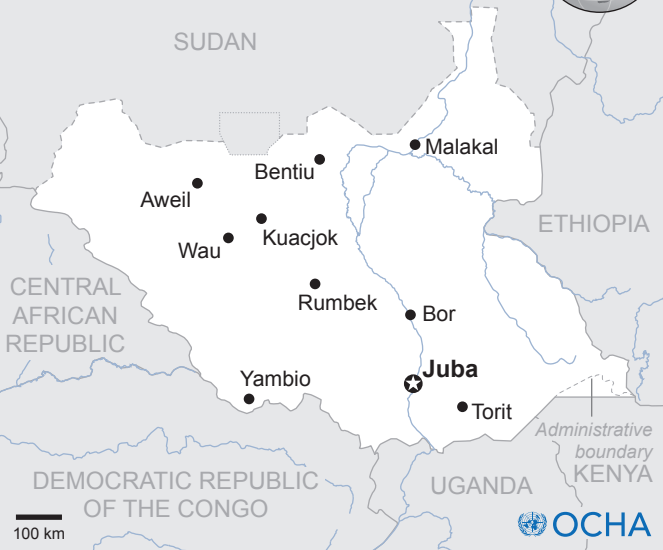 SUDAN
Malakal
Bentiu
Aweil
ETHIOPIA
Kuacjok
Wau
CENTRAL
AFRICAN
REPUBLIC
Rumbek
Bor
Juba
Yambio
Torit
Administrative
boundary
KENYA
DEMOCRATIC REPUBLIC
OF THE CONGO
UGANDA
100 km
OCHA